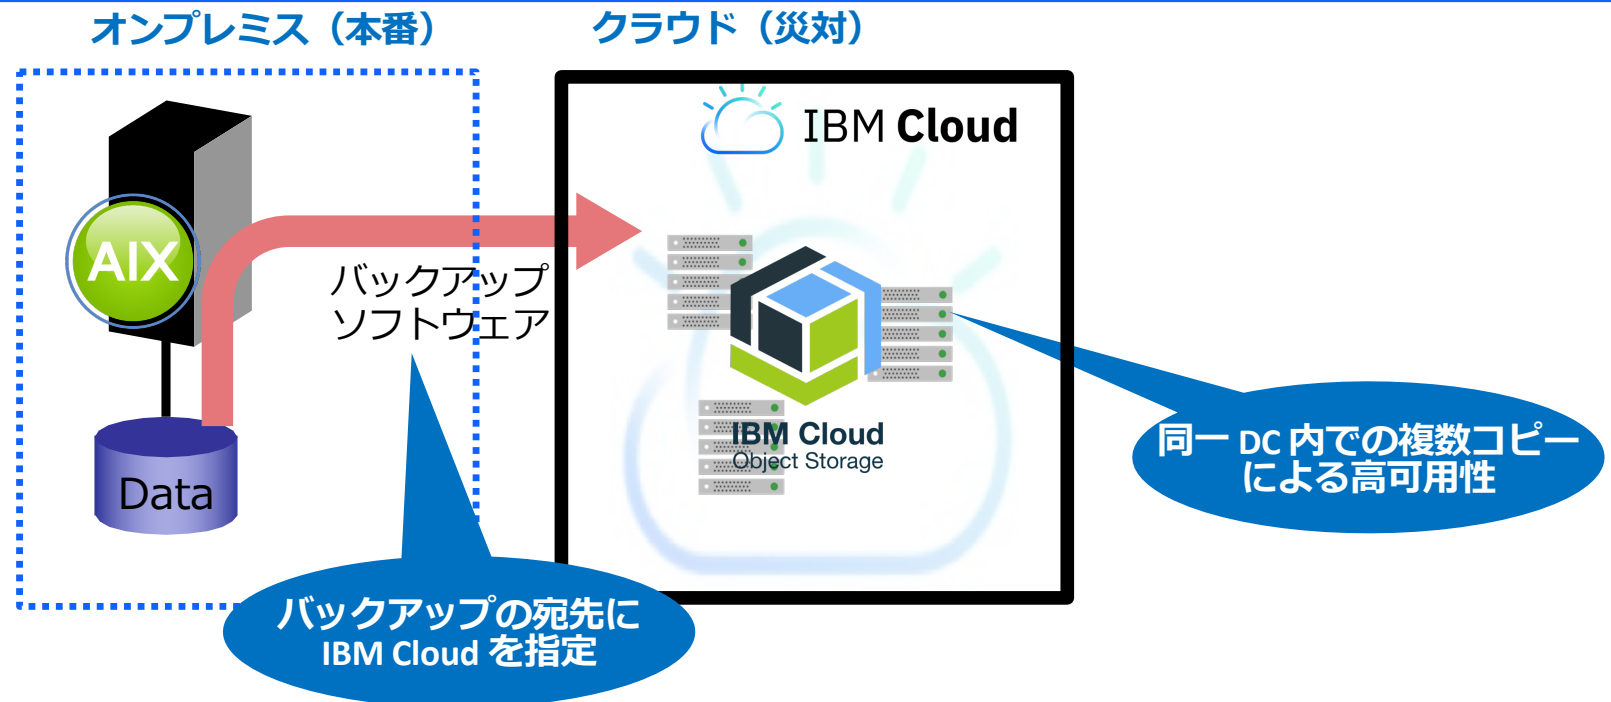 オンプレミス（本番）
クラウド（災対）
IBM Cloud
AIX
バックアップ
ソフトウェア
Data
IBM Cloud
Object Storage
同一 DC 内での複数コピー
による高可用性
バックアップの宛先に
IBM Cloud を指定